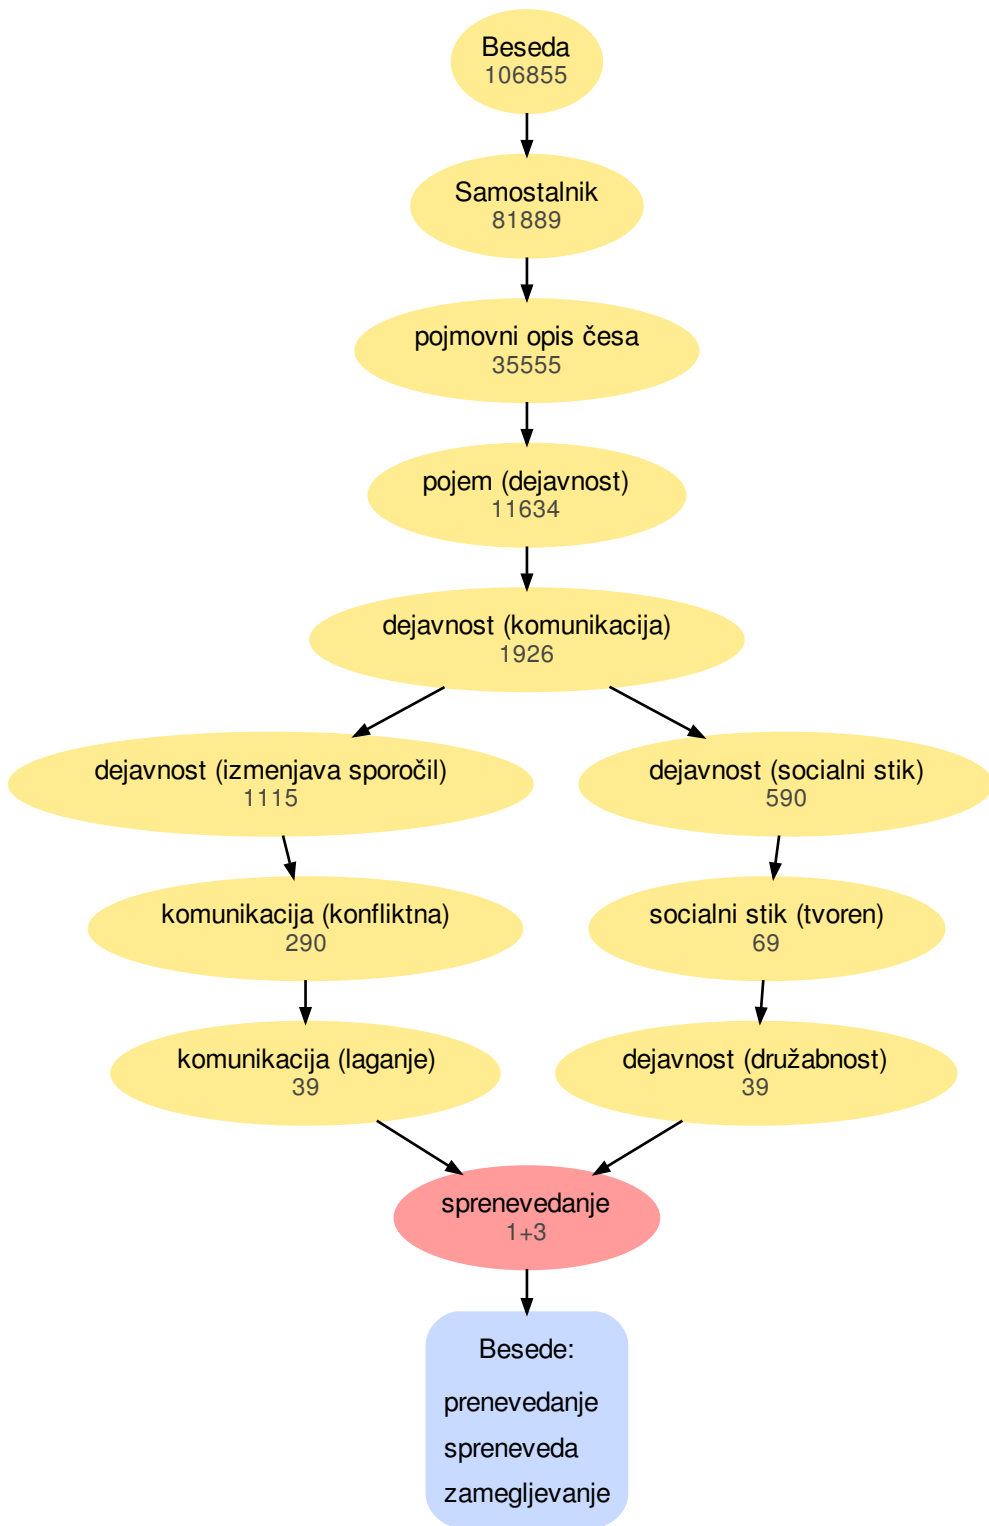 Beseda
106855
Samostalnik
81889
pojmovni opis česa
35555
pojem (dejavnost)
11634
dejavnost (komunikacija)
1926
dejavnost (izmenjava sporočil)
1115
dejavnost (socialni stik)
590
komunikacija (konfliktna)
290
socialni stik (tvoren)
69
komunikacija (laganje)
39
dejavnost (družabnost)
39
sprenevedanje
1+3
Besede:
prenevedanje
spreneveda
zamegljevanje